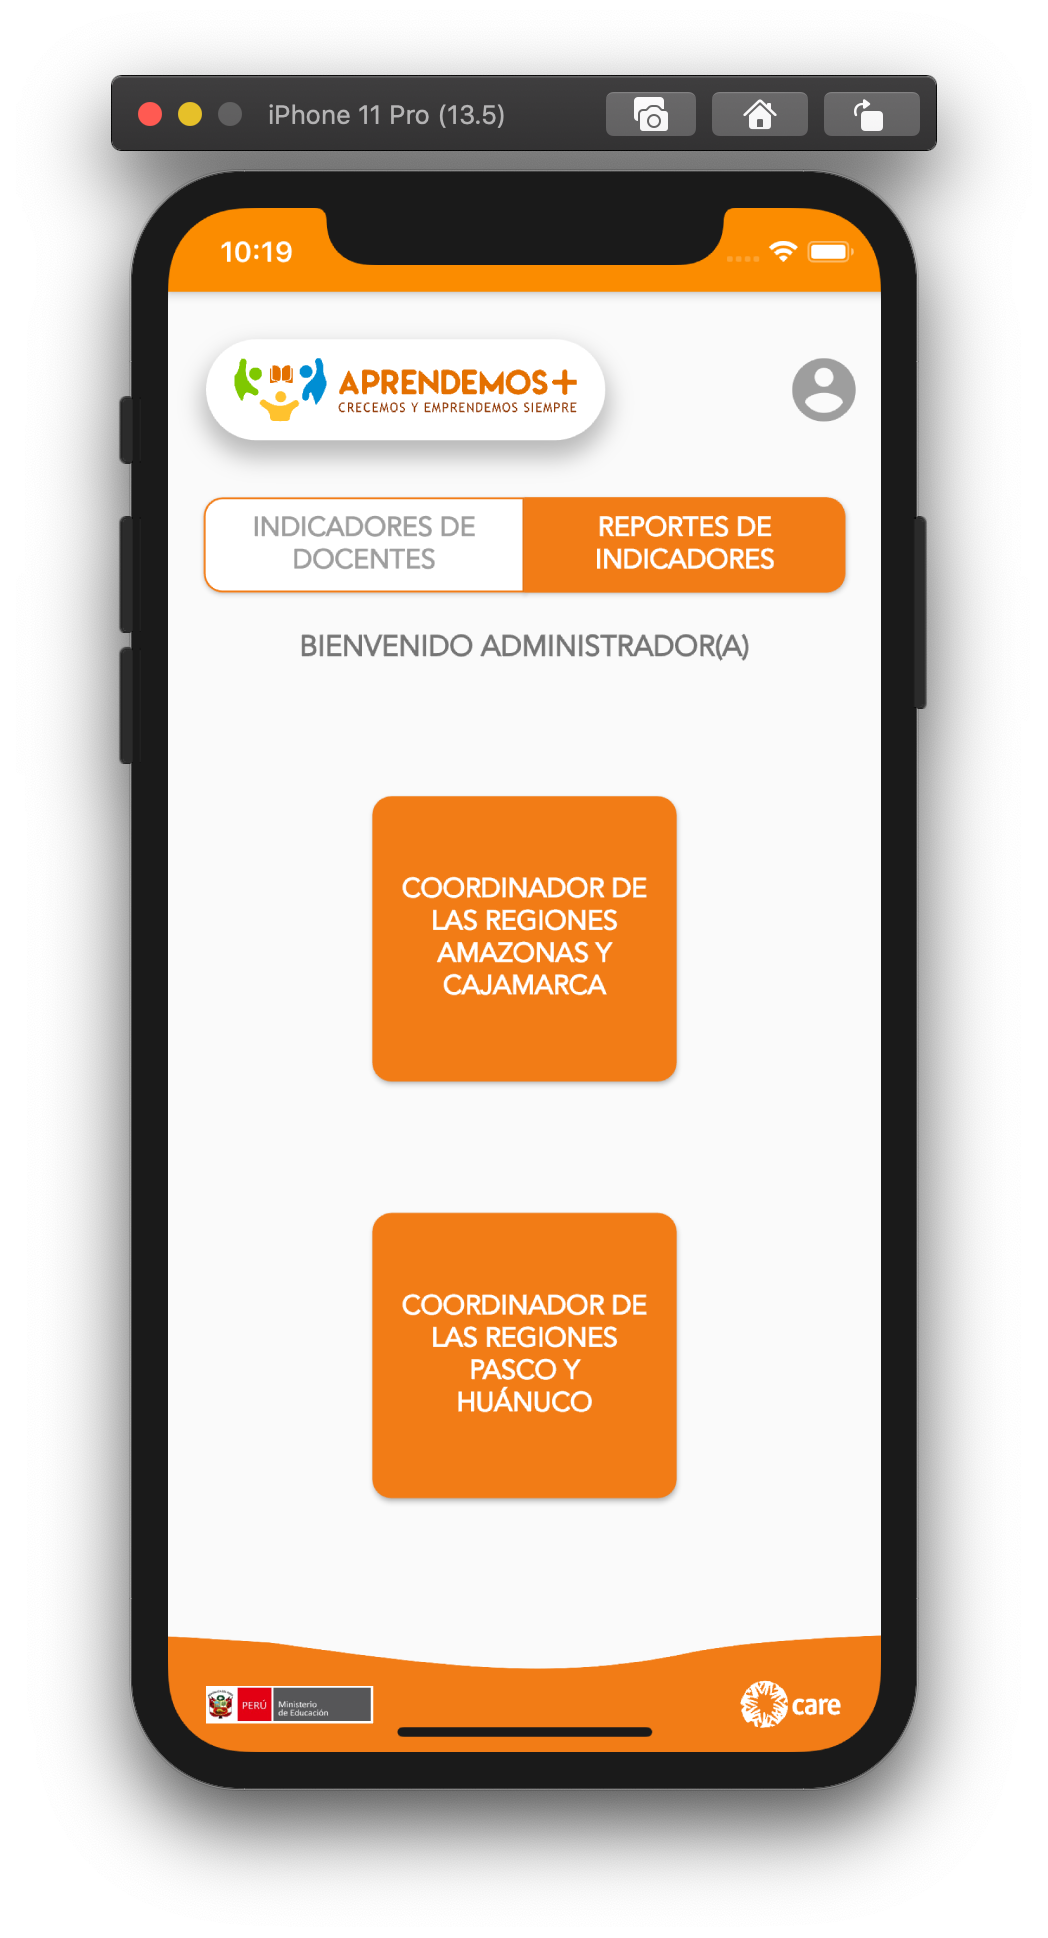 iPhone 11 Pro (13.5)
10:19
APRENDEMOS+
CRECEMOS Y EMPRENDEMOS SIEMPRE
INDICADORES DE
DOCENTES
REPORTES DE
INDICADORES
BIENVENIDO ADMINISTRADOR(A)
COORDINADOR DE
LAS REGIONES
AMAZONAS Y
CAJAMARCA
COORDINADOR DE
LAS REGIONES
PASCO Y
HUÁNUCO
PERÚ
Ministerio
de Educación
care